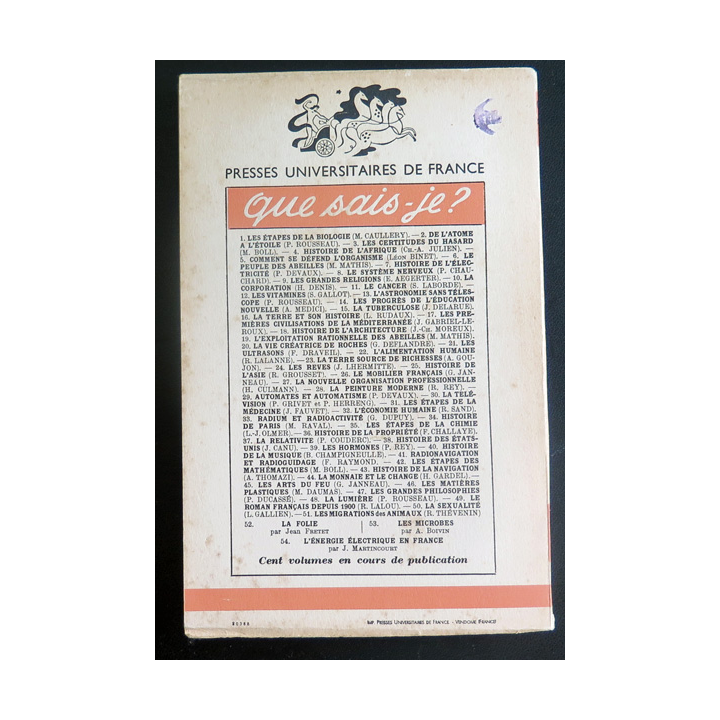 PRESSES UNIVERSITAIRES DE FRANCE
que sais-je?
1. LES ÉTAPES DE LA BIOLOGIE (M. CAULLERY). — 2. DE L'ATOME
A L'ÉTOILE (P. ROUSSEAU). — 3. LES CERTITUDES DU HASARD
(M. BOLL). — 4. HISTOIRE DE L'AFRIQUE (CH.-A. JULIEN). —
5. COMMENT SE DÉFEND L'ORGANISME (LÉON BINET). — 6. LE
PEUPLE DES ABEILLES (M. MATHIS). — 7. HISTOIRE DE L'ÉLEC-
TRICITÉ (P. DEVAUX). — 8. LE SYSTÈME NERVEUX (P. CHAU-
CHARD). — 9. LES GRANDES RELIGIONS (E. AEGERTER). — 10. LA
CORPORATION (H. DENIS). — 11. LE CANCER (S. LABORDE). —
12. LES VITAMINES (S. GALLOT). — 13. L'ASTRONOMIE SANS TÉLES-
COPE (P. ROUSSEAU). — 14. LES PROGRÈS DE L'ÉDUCATION
NOUVELLE (A. MEDICI). — 15. LA TUBERCULOSE (J. DELARUE). —
16. LA TERRE ET SON HISTOIRE (L. RUDAUX). — 17. LES PRE-
MIÈRES CIVILISATIONS DE LA MÉDITERRANÉE (J. GABRIEL-LE-
ROUX). — 18. HISTOIRE DE L'ARCHITECTURE (J.-CH. MOREUX). —
19. L'EXPLOITATION RATIONNELLE DES ABEILLES (M. MATHIS). —
20. LA VIE CRÉATRICE DE ROCHES (G. DEFLANDRE). — 21. LES
ULTRASONS (F. DRAVEIL). — 22. L'ALIMENTATION HUMAINE
(R. LALANNE). — 23. LA TERRE SOURCE DE RICHESSES (A. GOU-
JON). — 24. LES REVES (J. LHERMITTE). — 25. HISTOIRE DE
L'ASIE (R. GROUSSET). — 26. LE MOBILIER FRANÇAIS (G. JAN-
NEAU). — 27. LA NOUVELLE ORGANISATION PROFESSIONNELLE
(H. CULMANN). — 28. LA PEINTURE MODERNE (R. REY). —
29. AUTOMATES ET AUTOMATISME (P. DEVAUX). — 30. LA TÉLÉ-
VISION (P. GRIVET et P. HERRENG). — 31. LES ÉTAPES DE LA
MÉDECINE (J. FAUVET). — 32. L'ÉCONOMIE HUMAINE (R. SAND). —
33. RADIUM ET RADIOACTIVITÉ (G. DUPUY). — 34. HISTOIRE
DE PARIS (M. RAVAL). — 35. LES ÉTAPES DE LA CHIMIE
(L.-J. OLMER). — 36. HISTOIRE DE LA PROPRIÉTÉ (F. CHALLAYE). —
37. LA RELATIVITÉ (P. COUDERC). — 38. HISTOIRE DES ÉTATS-
UNIS (J. CANU). — 39. LES HORMONES (P. REY). — 40. HISTOIRE
DE LA MUSIQUE (B. CHAMPIGNEULLE). — 41. RADIONAVIGATION
ET RADIOGUIDAGE (F. RAYMOND). — 42. LES ÉTAPES DES
MATHÉMATIQUES (M. BOLL). — 43. HISTOIRE DE LA NAVIGATION
(A. THOMAZI). — 44. LA MONNAIE ET LE CHANGE (H. GARDEL). —
45. LES ARTS DU FEU (G. JANNEAU). — 46. LES MATIÈRES
PLASTIQUES (M. DAUMAS). — 47. LES GRANDES PHILOSOPHIES
(P. DUCASSÉ). — 48. LA LUMIÈRE (P. ROUSSEAU). — 49. LE
ROMAN FRANÇAIS DEPUIS 1900 (R. LALOU). — 50. LA SEXUALITÉ
(L. GALLIEN). — 51. LES MIGRATIONS des ANIMAUX (R. THÉVENIN)
52. LA FOLIE
par Jean FRETET
53. LES MICROBES
par A. BOIVIN
54. L'ÉNERGIE ÉLECTRIQUE EN FRANCE
par J. MARTINCOURT
Cent volumes en cours de publication
IMP. PRESSES UNIVERSITAIRES DE FRANCE - VENDOME (FRANCE)